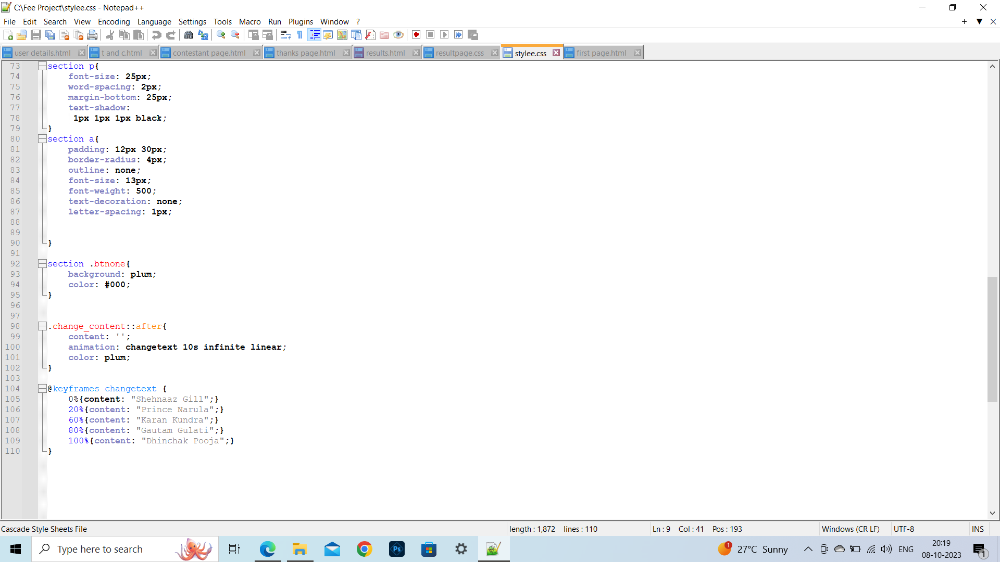 C:\Fee Project\stylee.css - Notepad++
File Edit Search View Encoding Language Settings Tools Macro Run Plugins Window ?
user details.html t and c.html contestant page.html thanks page.html results.html resultpage.css stylee.css first page.html
73 section p{
74 font-size: 25px;
75 word-spacing: 2px;
76 margin-bottom: 25px;
77 text-shadow:
78 1px 1px 1px black;
79 }
80 section a{
81 padding: 12px 30px;
82 border-radius: 4px;
83 outline: none;
84 font-size: 13px;
85 font-weight: 500;
86 text-decoration: none;
87 letter-spacing: 1px;
88
89
90 }
91
92 section .btnone{
93 background: plum;
94 color: #000;
95 }
96
97
98 .change_content::after{
99 content: '';
100 animation: changetext 10s infinite linear;
101 color: plum;
102 }
103
104 @keyframes changetext {
105 0%{content: "Shehnaaz Gill";}
106 20%{content: "Prince Narula";}
107 60%{content: "Karan Kundra";}
108 80%{content: "Gautam Gulati";}
109 100%{content: "Dhinchak Pooja";}
110 }
Cascade Style Sheets File length : 1,872 lines : 110 Ln : 9 Col : 41 Pos : 193 Windows (CR LF) UTF-8 INS
Type here to search Ps 1 27°C Sunny ENG 20:19
08-10-2023 1